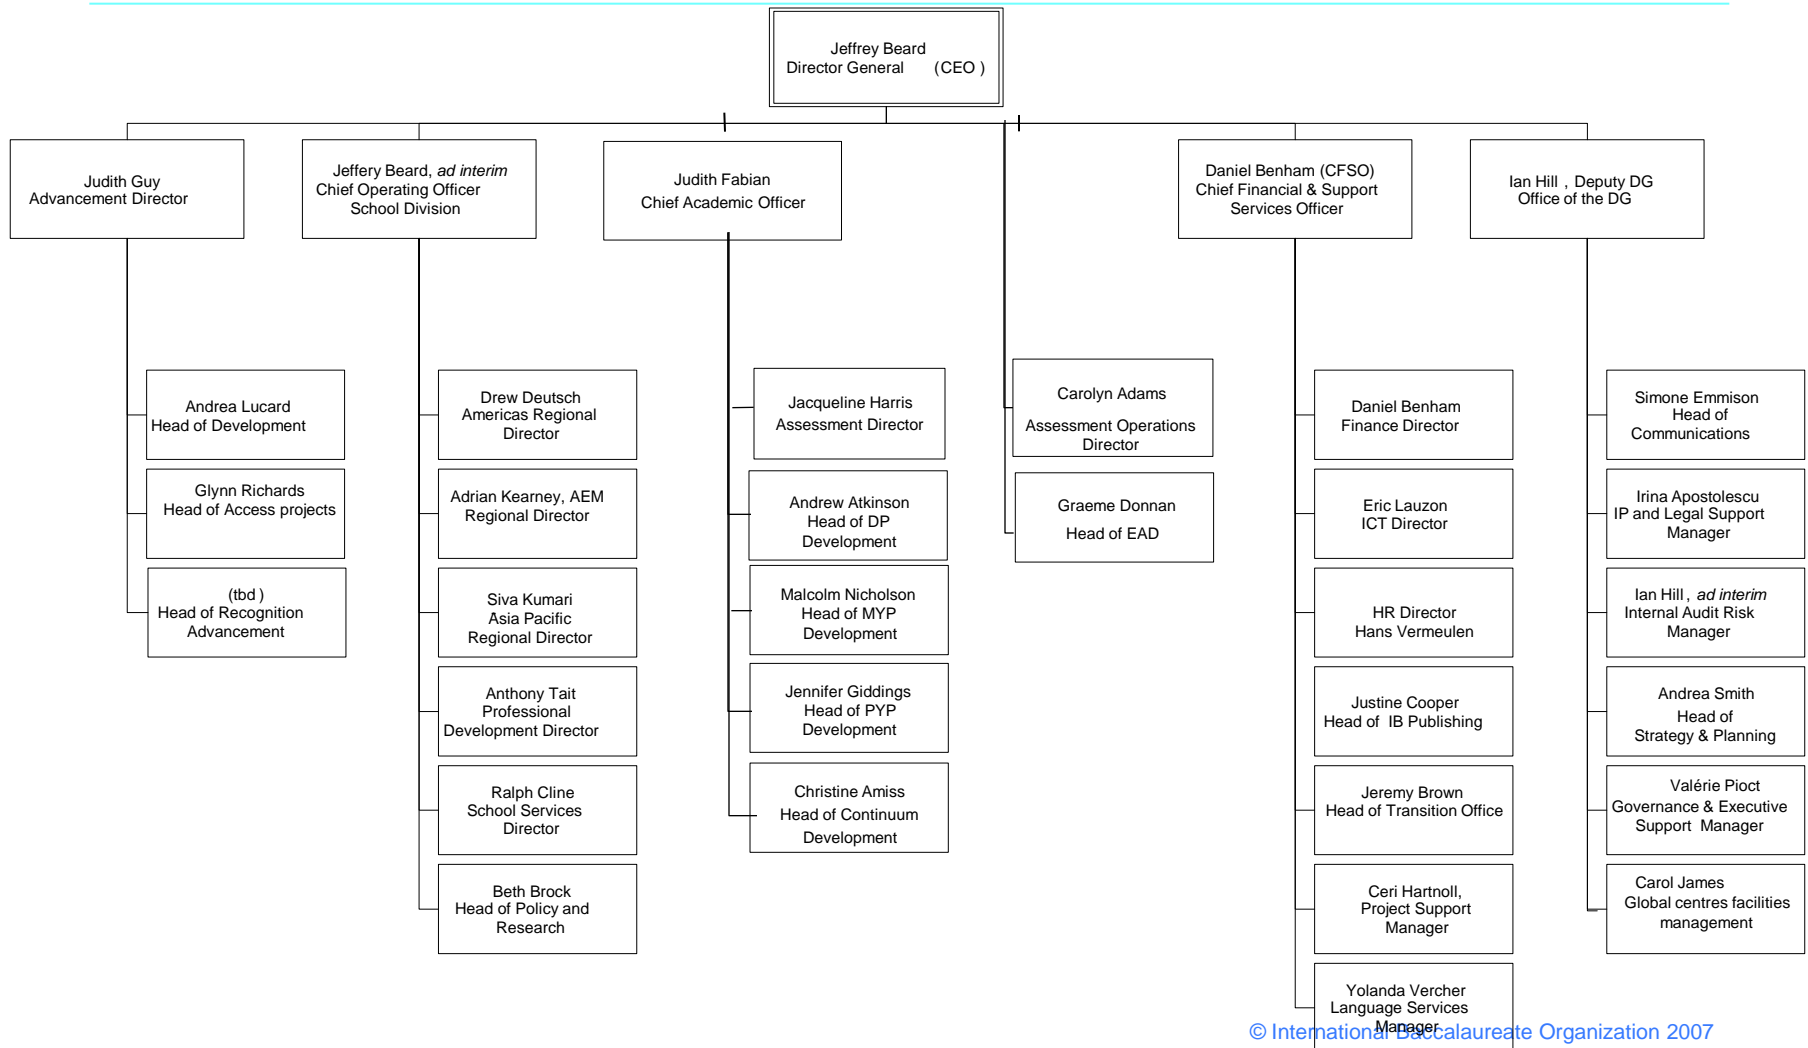 Jeffrey Beard
Director General (CEO )
Judith Guy
Advancement Director
Jeffery Beard, ad interim
Chief Operating Officer
School Division
Judith Fabian
Chief Academic Officer
Daniel Benham (CFSO)
Chief Financial & Support
Services Officer
Ian Hill , Deputy DG
Office of the DG
Andrea Lucard
Head of Development
Glynn Richards
Head of Access projects
(tbd )
Head of Recognition
Advancement
Drew Deutsch
Americas Regional
Director
Adrian Kearney, AEM
Regional Director
Siva Kumari
Asia Pacific
Regional Director
Anthony Tait
Professional
Development Director
Ralph Cline
School Services
Director
Beth Brock
Head of Policy and
Research
Jacqueline Harris
Assessment Director
Andrew Atkinson
Head of DP
Development
Malcolm Nicholson
Head of MYP
Development
Jennifer Giddings
Head of PYP
Development
Christine Amiss
Head of Continuum
Development
Carolyn Adams
Assessment Operations
Director
Graeme Donnan
Head of EAD
Daniel Benham
Finance Director
Eric Lauzon
ICT Director
HR Director
Hans Vermeulen
Justine Cooper
Head of IB Publishing
Jeremy Brown
Head of Transition Office
Ceri Hartnoll,
Project Support
Manager
Yolanda Vercher
Language Services
Manager
Simone Emmison
Head of
Communications
Irina Apostolescu
IP and Legal Support
Manager
Ian Hill , ad interim
Internal Audit Risk
Manager
Andrea Smith
Head of
Strategy & Planning
Valérie Pioct
Governance & Executive
Support Manager
Carol James
Global centres facilities
management
© International Baccalaureate Organization 2007